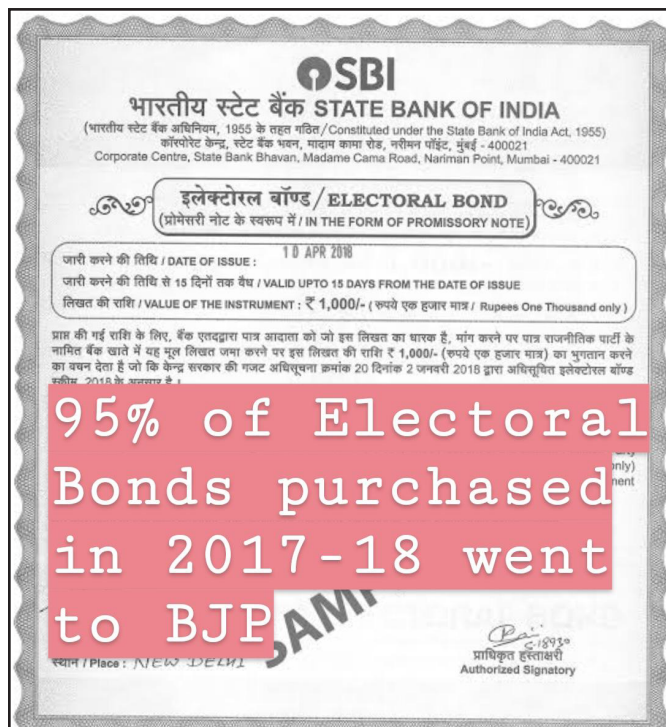 SBI
भारतीय स्टेट बैंक STATE BANK OF INDIA
(भारतीय स्टेट बैंक अधिनियम, 1955 के तहत गठित/Constituted under the State Bank of India Act, 1955)
कॉरपोरेट केन्द्र, स्टेट बैंक भवन, मादाम कामा रोड, नरीमन पॉइंट, मुंबई - 400021
Corporate Centre, State Bank Bhavan, Madame Cama Road, Nariman Point, Mumbai - 400021
इलेक्टोरल बॉण्ड/ELECTORAL BOND
(प्रोमेसरी नोट के स्वरूप में/IN THE FORM OF PROMISSORY NOTE)
जारी करने की तिथि / DATE OF ISSUE : 10 APR 2018
जारी करने की तिथि से 15 दिनों तक वैध / VALID UPTO 15 DAYS FROM THE DATE OF ISSUE
लिखत की राशि / VALUE OF THE INSTRUMENT : ₹ 1,000/- (रुपये एक हजार मात्र / Rupees One Thousand only)
प्राप्त की गई राशि के लिए, बैंक एतदद्वारा पात्र आदाता को जो इस लिखत का धारक है, मांग करने पर पात्र राजनीतिक पार्टी के
नामित बैंक खाते में यह मूल लिखत जमा करने पर इस लिखत की राशि ₹ 1,000/- (रुपये एक हजार मात्र) का भुगतान करने
का वचन देता है जो कि केन्द्र सरकार की गजट अधिसूचना क्रमांक 20 दिनांक 2 जनवरी 2018 द्वारा अधिसूचित इलेक्टोरल बॉण्ड
स्कीम, 2018 के अनुसार है।
only)
95% of Electoral
Bonds purchased
in 2017-18 went
to BJP
स्थान / Place : NEW DELHI
प्राधिकृत हस्ताक्षरी
Authorized Signatory